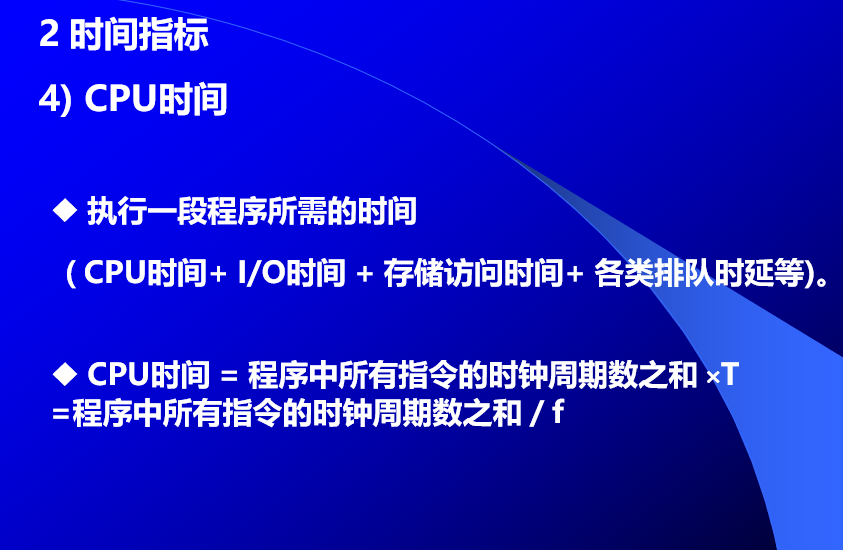 2 时间指标
4) CPU时间
◆ 执行一段程序所需的时间
( CPU时间+ I/O时间 + 存储访问时间+ 各类排队时延等)。
◆ CPU时间 = 程序中所有指令的时钟周期数之和 ×T
=程序中所有指令的时钟周期数之和 / f